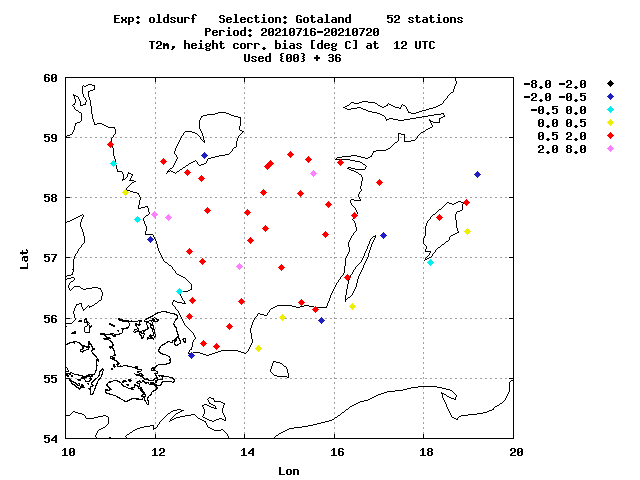 Exp: oldsurf   Selection: Gotaland     52 stations
Period: 20210716-20210720
T2m, height corr. bias [deg C] at  12 UTC
Used {00} + 36
-8.0 -2.0
-2.0 -0.5
-0.5 0.0
0.0 0.5
0.5 2.0
2.0 8.0
60
59
58
57
56
55
54
Lat
10 12 14 16 18 20
Lon